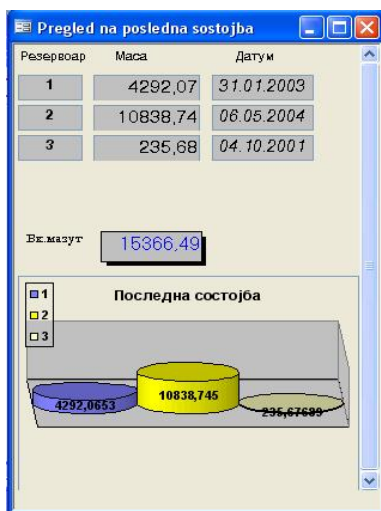 Pregled na posledna sostojba
Резервоар Маса Датум
1 4292,07 31.01.2003
2 10838,74 06.05.2004
3 235,68 04.10.2001
Вк.мазут 15366,49
Последна состојба
1
2
3
4292,0653 10838,745 235,67689